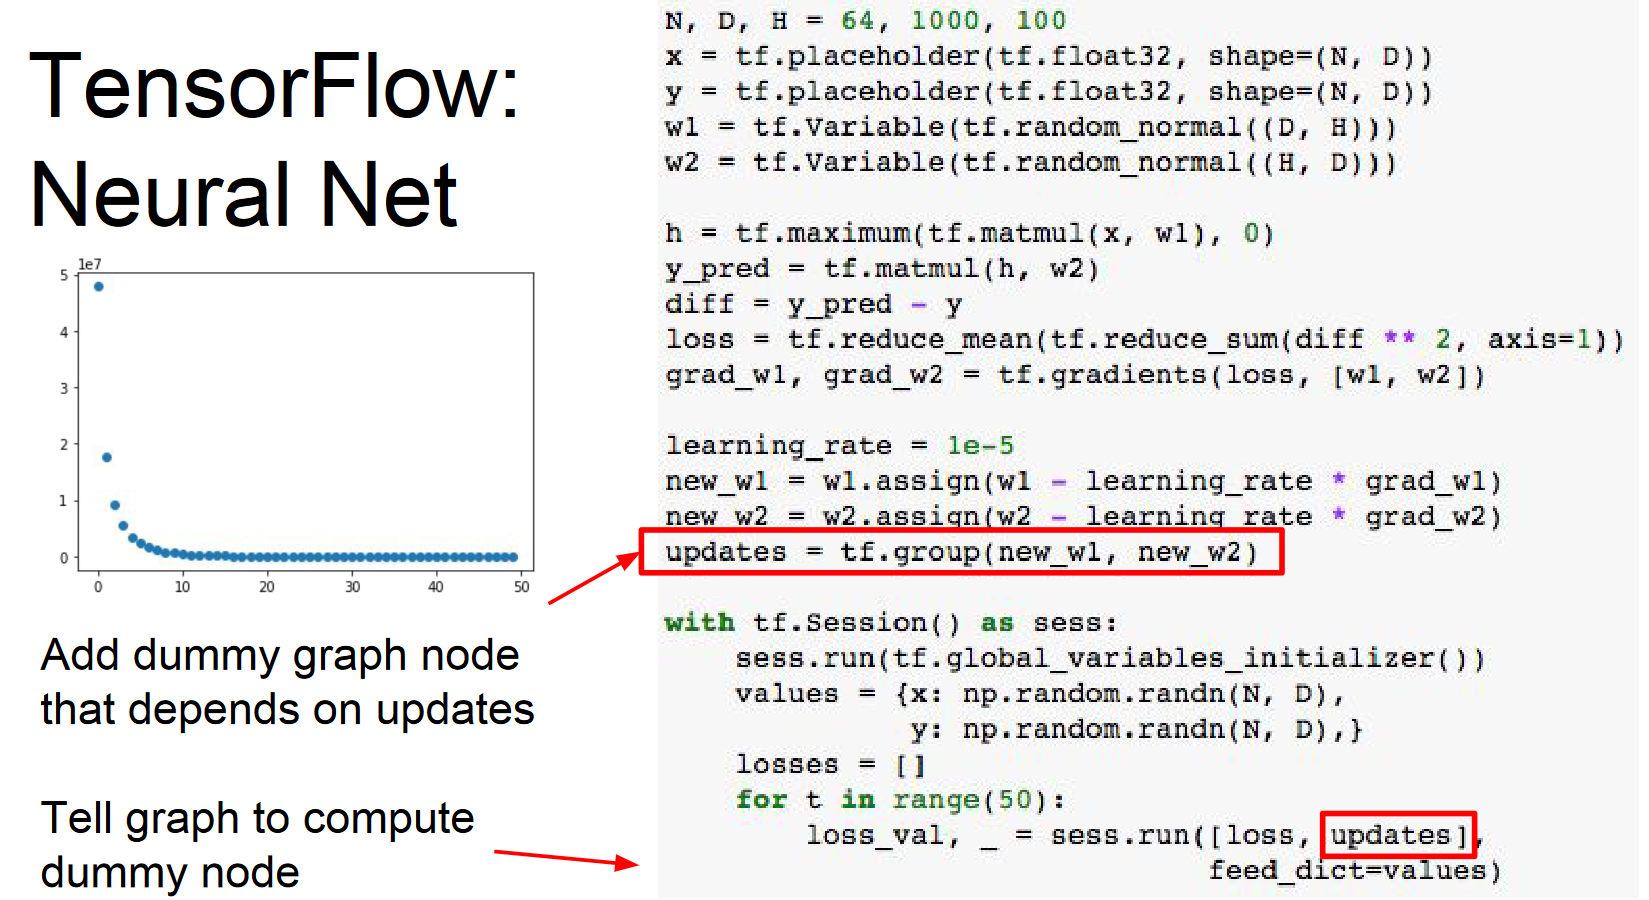 TensorFlow:
Neural Net
1e7
5
4
3
2
1
0
0 10 20 30 40 50
Add dummy graph node
that depends on updates
Tell graph to compute
dummy node
N, D, H = 64, 1000, 100
x = tf.placeholder(tf.float32, shape=(N, D))
y = tf.placeholder(tf.float32, shape=(N, D))
w1 = tf.Variable(tf.random_normal((D, H)))
w2 = tf.Variable(tf.random_normal((H, D)))
h = tf.maximum(tf.matmul(x, w1), 0)
y_pred = tf.matmul(h, w2)
diff = y_pred - y
loss = tf.reduce_mean(tf.reduce_sum(diff ** 2, axis=1))
grad_w1, grad_w2 = tf.gradients(loss, [w1, w2])
learning_rate = 1e-5
new_w1 = w1.assign(w1 - learning_rate * grad_w1)
new_w2 = w2.assign(w2 - learning_rate * grad_w2)
updates = tf.group(new_w1, new_w2)
with tf.Session() as sess:
    sess.run(tf.global_variables_initializer())
    values = {x: np.random.randn(N, D),
              y: np.random.randn(N, D),}
    losses = []
    for t in range(50):
        loss_val, _ = sess.run([loss, updates],
                               feed_dict=values)